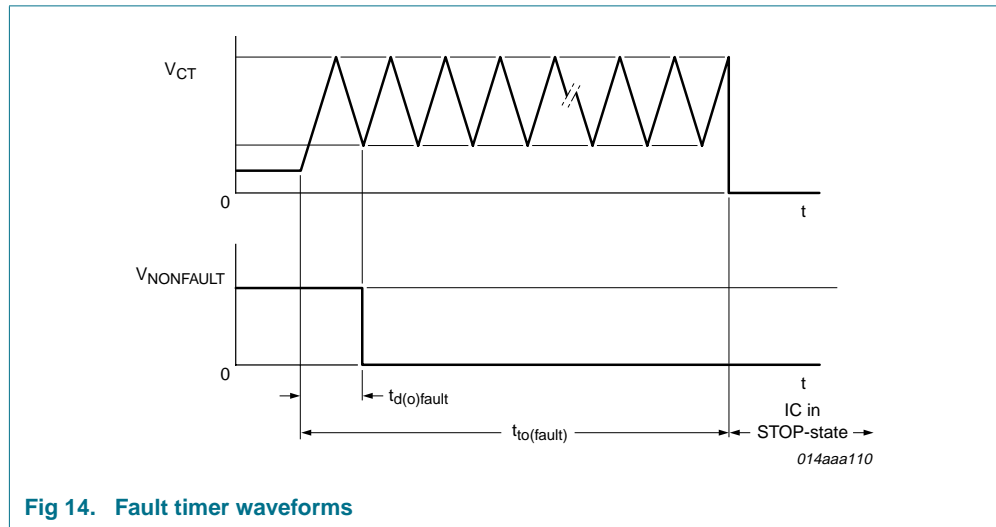 VCT
0
t
VNONFAULT
0
t
td(o)fault
tto(fault)
IC in
STOP-state
014aaa110
Fig 14. Fault timer waveforms